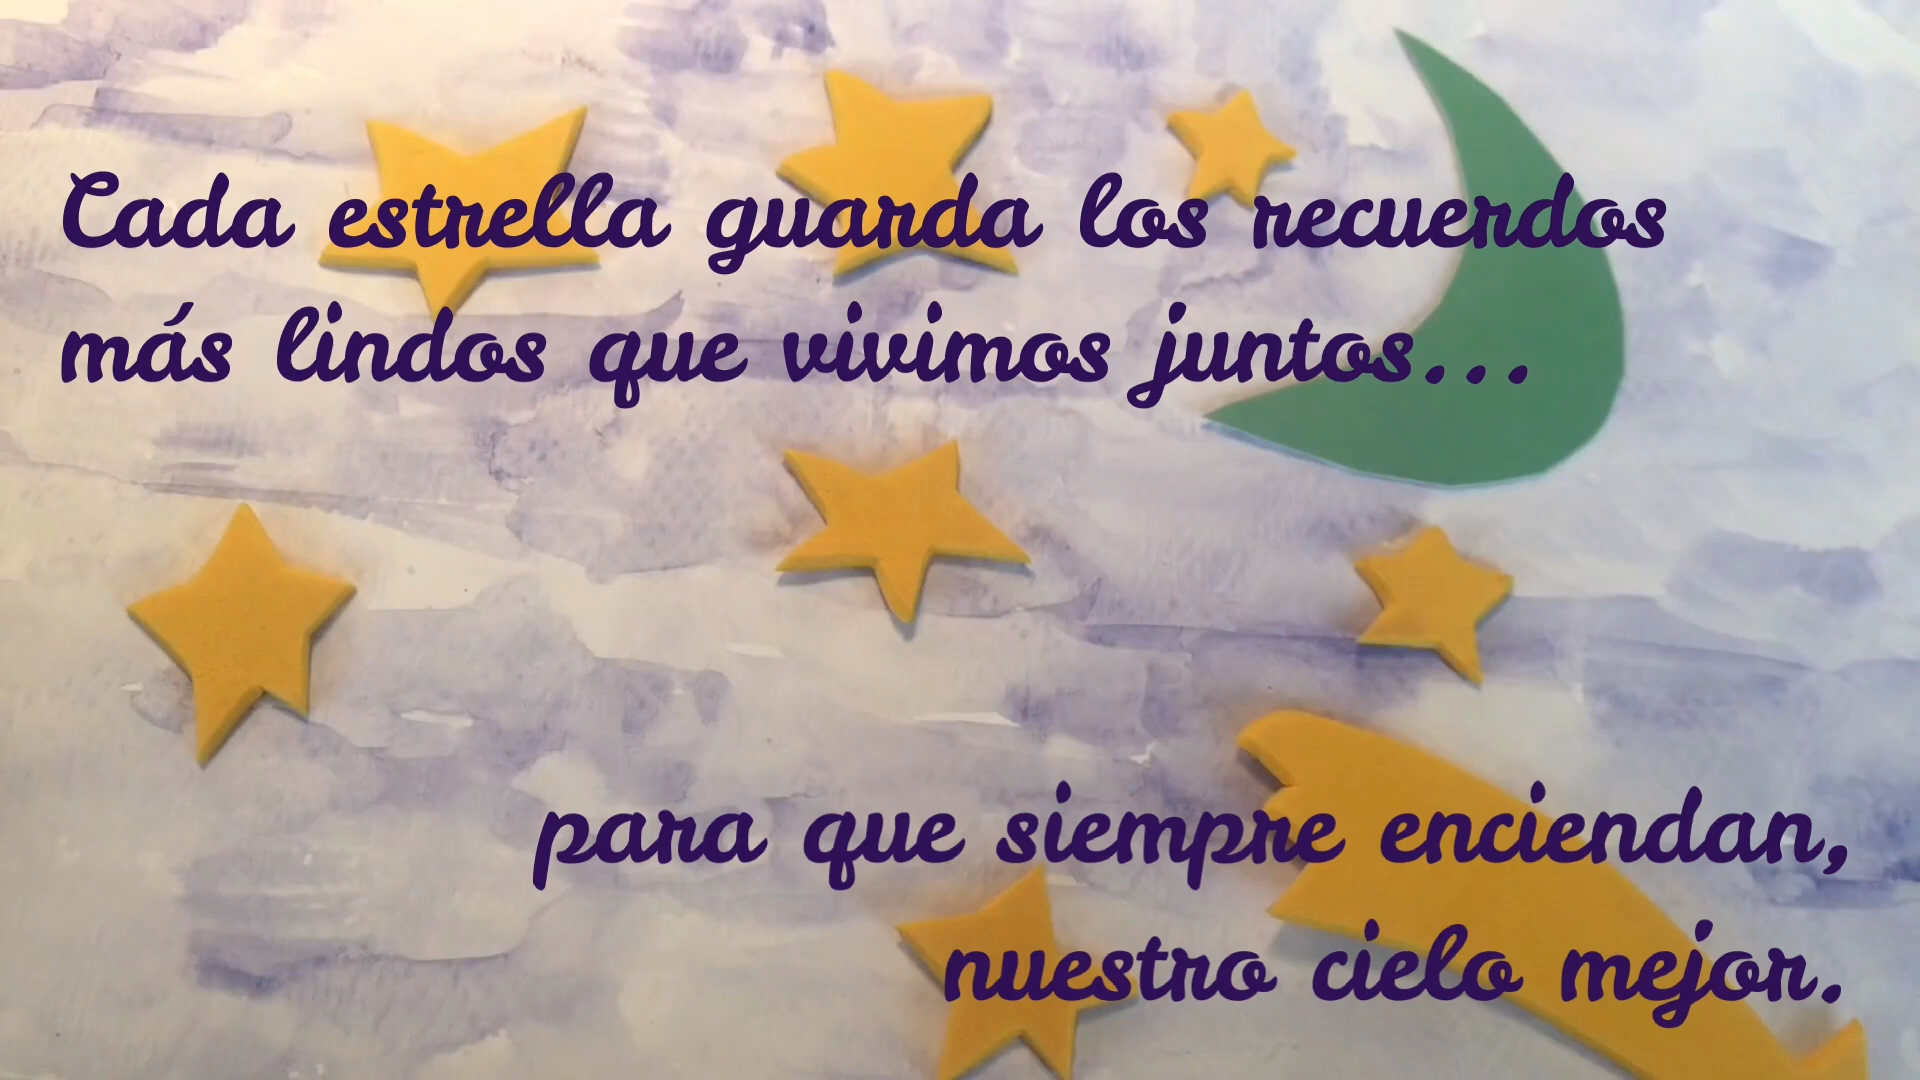 Cada estrella guarda los recuerdos
más lindos que vivimos juntos...
para que siempre enciendan,
nuestro cielo mejor.